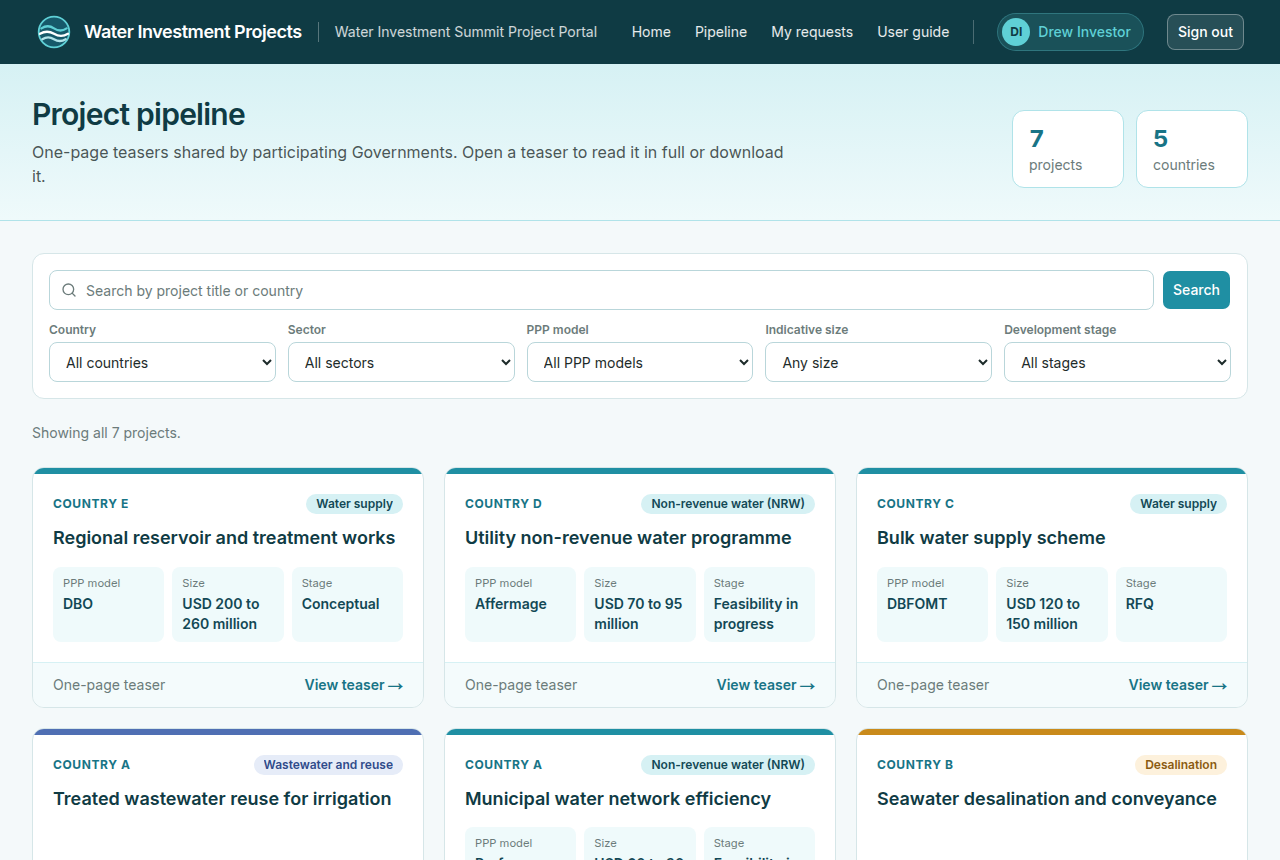 Water Investment Projects
Water Investment Summit Project Portal
Home
Pipeline
My requests
User guide
DI
Drew Investor
Sign out
Project pipeline
One-page teasers shared by participating Governments. Open a teaser to read it in full or download
it.
7
projects
5
countries
Search by project title or country
Search
Country
Sector
PPP model
Indicative size
Development stage
All countries
All sectors
All PPP models
Any size
All stages
Showing all 7 projects.
COUNTRY E
Water supply
Regional reservoir and treatment works
PPP model
Size
Stage
DBO
USD 200 to
260 million
Conceptual
One-page teaser
View teaser →
COUNTRY D
Non-revenue water (NRW)
Utility non-revenue water programme
PPP model
Size
Stage
Affermage
USD 70 to 95
million
Feasibility in
progress
One-page teaser
View teaser →
COUNTRY C
Water supply
Bulk water supply scheme
PPP model
Size
Stage
DBFOMT
USD 120 to
150 million
RFQ
One-page teaser
View teaser →
COUNTRY A
Wastewater and reuse
Treated wastewater reuse for irrigation
COUNTRY A
Non-revenue water (NRW)
Municipal water network efficiency
PPP model
Size
Stage
COUNTRY B
Desalination
Seawater desalination and conveyance